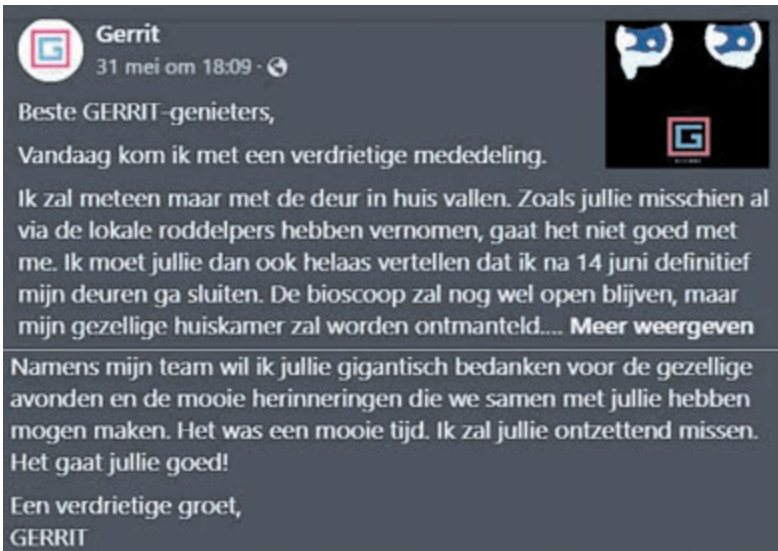 Gerrit
31 mei om 18:09 ·
Beste GERRIT-genieters,
Vandaag kom ik met een verdrietige mededeling.
Ik zal meteen maar met de deur in huis vallen. Zoals jullie misschien al
via de lokale roddelpers hebben vernomen, gaat het niet goed met
me. Ik moet jullie dan ook helaas vertellen dat ik na 14 juni definitief
mijn deuren ga sluiten. De bioscoop zal nog wel open blijven, maar
mijn gezellige huiskamer zal worden ontmanteld.... Meer weergeven
Namens mijn team wil ik jullie gigantisch bedanken voor de gezellige
avonden en de mooie herinneringen die we samen met jullie hebben
mogen maken. Het was een mooie tijd. Ik zal jullie ontzettend missen.
Het gaat jullie goed!
Een verdrietige groet,
GERRIT